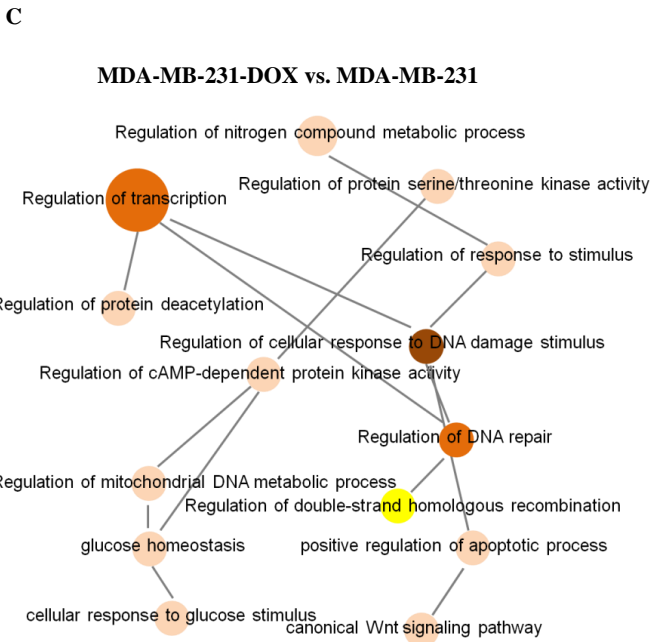 C
MDA-MB-231-DOX vs. MDA-MB-231
Regulation of nitrogen compound metabolic process
Regulation of protein serine/threonine kinase activity
Regulation of transcription
Regulation of response to stimulus
Regulation of protein deacetylation
Regulation of cellular response to DNA damage stimulus
Regulation of cAMP-dependent protein kinase activity
Regulation of DNA repair
Regulation of mitochondrial DNA metabolic process
Regulation of double-strand homologous recombination
glucose homeostasis
positive regulation of apoptotic process
cellular response to glucose stimulus
canonical Wnt signaling pathway